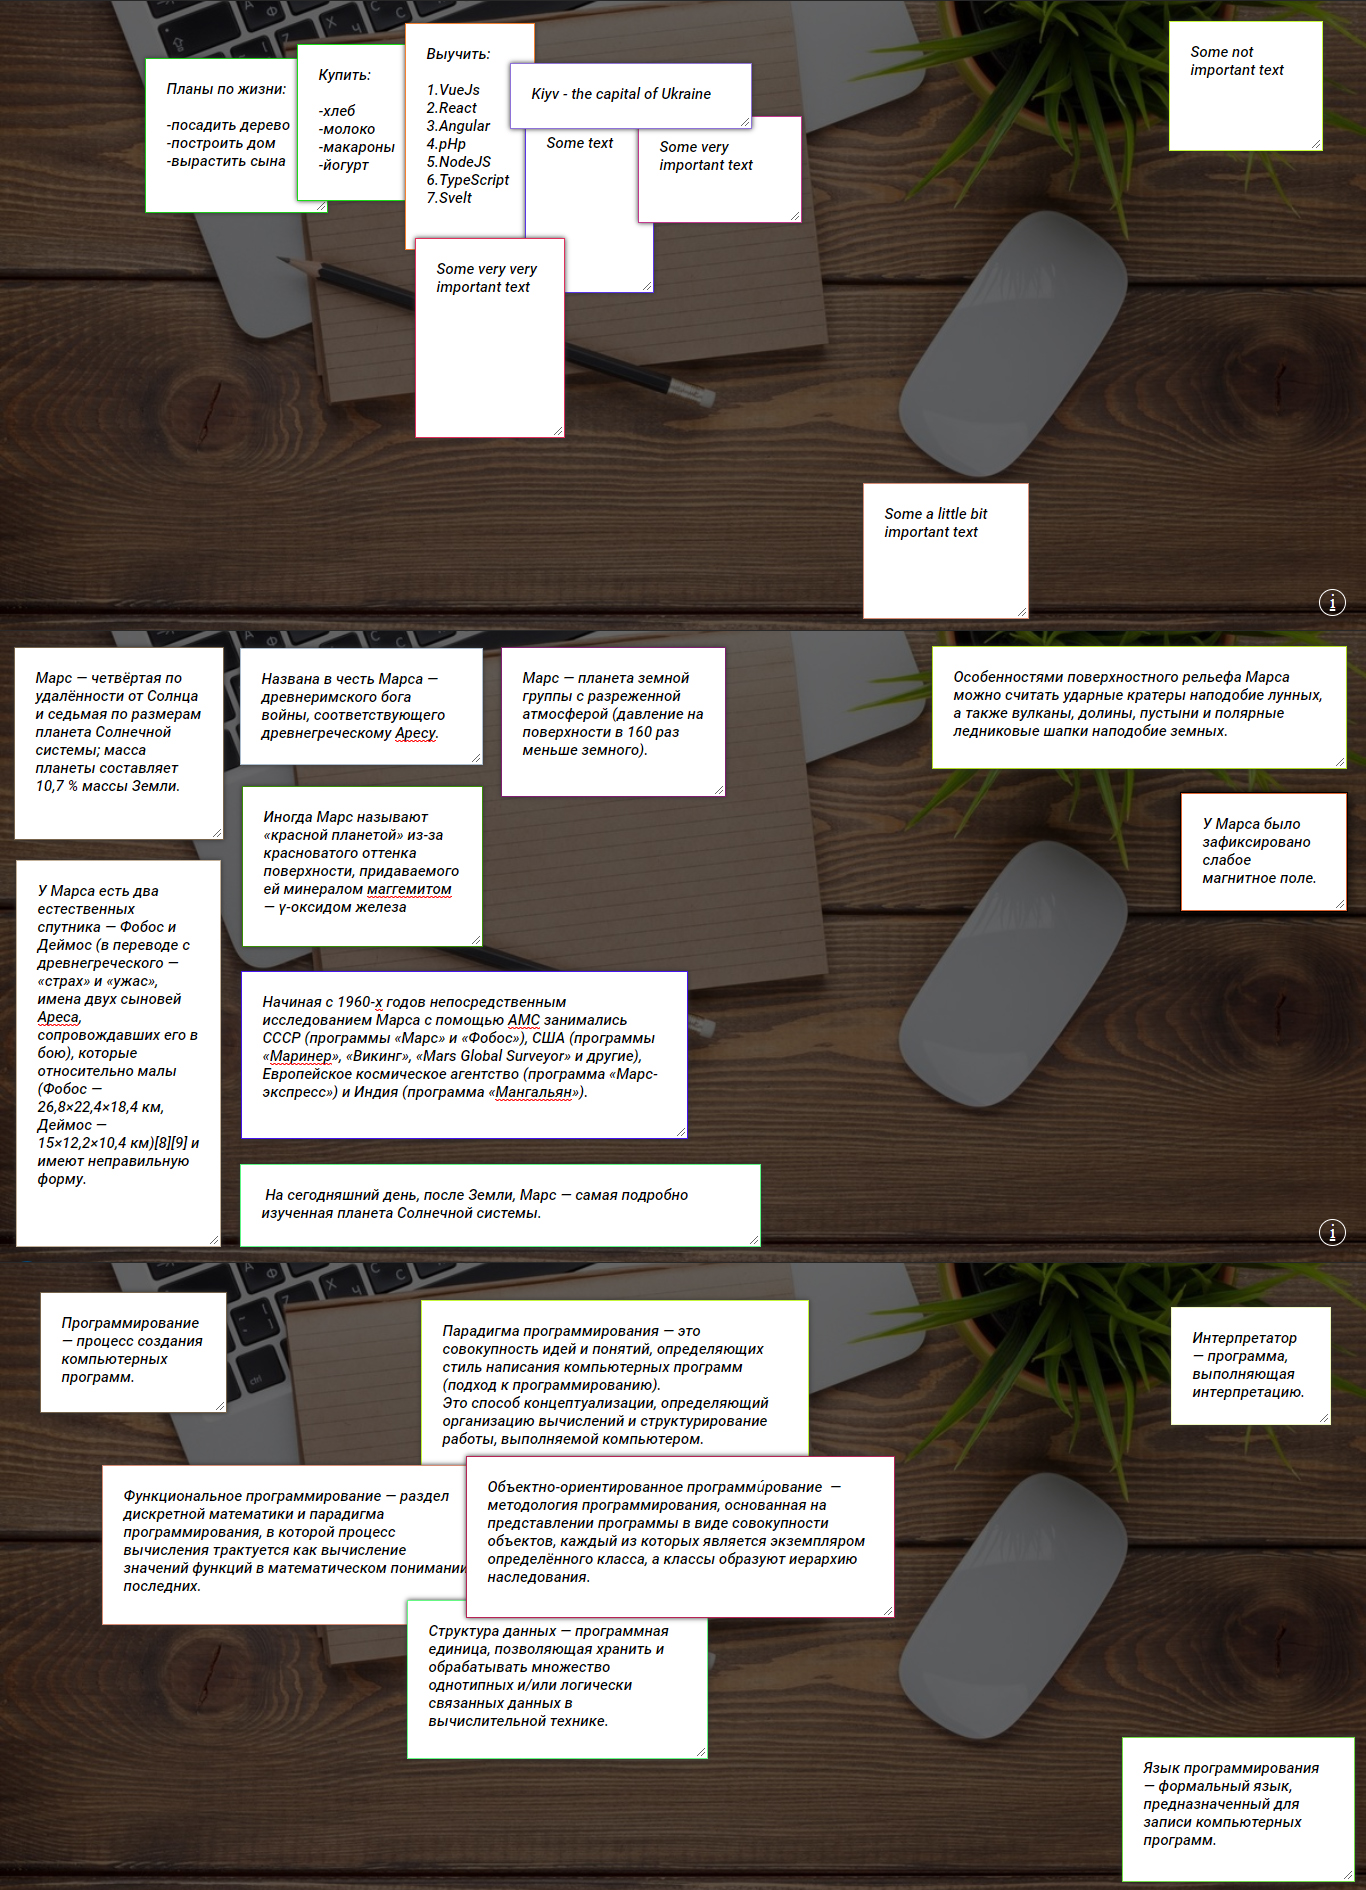 Планы по жизни:
-посадить дерево
-построить дом
-вырастить сына
Купить:
-хлеб
-молоко
-макароны
-йогурт
Выучить:
1.VueJs
2.React
3.Angular
4.pHp
5.NodeJS
6.TypeScript
7.Svelt
Kiyv - the capital of Ukraine
Some text
Some very
important text
Some not
important text
Some very very
important text
Some a little bit
important text
Марс — четвёртая по
удалённости от Солнца
и седьмая по размерам
планета Солнечной
системы; масса
планеты составляет
10,7 % массы Земли.
Названа в честь Марса —
древнеримского бога
войны, соответствующего
древнегреческому Аресу.
Марс — планета земной
группы с разреженной
атмосферой (давление на
поверхности в 160 раз
меньше земного).
Особенностями поверхностного рельефа Марса
можно считать ударные кратеры наподобие лунных,
а также вулканы, долины, пустыни и полярные
ледниковые шапки наподобие земных.
Иногда Марс называют
«красной планетой» из-за
красноватого оттенка
поверхности, придаваемого
ей минералом маггемитом
— γ-оксидом железа
У Марса было
зафиксировано
слабое
магнитное поле.
У Марса есть два
естественных
спутника — Фобос и
Деймос (в переводе с
древнегреческого —
«страх» и «ужас»,
имена двух сыновей
Ареса,
сопровождавших его в
бою), которые
относительно малы
(Фобос —
26,8×22,4×18,4 км,
Деймос —
15×12,2×10,4 км)[8][9] и
имеют неправильную
форму.
Начиная с 1960-х годов непосредственным
исследованием Марса с помощью АМС занимались
СССР (программы «Марс» и «Фобос»), США (программы
«Маринер», «Викинг», «Mars Global Surveyor» и другие),
Европейское космическое агентство (программа «Марс-
экспресс») и Индия (программа «Мангальян»).
На сегодняшний день, после Земли, Марс — самая подробно
изученная планета Солнечной системы.
Программирование
— процесс создания
компьютерных
программ.
Парадигма программирования — это
совокупность идей и понятий, определяющих
стиль написания компьютерных программ
(подход к программированию).
Это способ концептуализации, определяющий
организацию вычислений и структурирование
работы, выполняемой компьютером.
Интерпретатор
— программа,
выполняющая
интерпретацию.
Функциональное программирование — раздел
дискретной математики и парадигма
программирования, в которой процесс
вычисления трактуется как вычисление
значений функций в математическом понимании
последних.
Объектно-ориентированное программи́рование —
методология программирования, основанная на
представлении программы в виде совокупности
объектов, каждый из которых является экземпляром
определённого класса, а классы образуют иерархию
наследования.
Структура данных — программная
единица, позволяющая хранить и
обрабатывать множество
однотипных и/или логически
связанных данных в
вычислительной технике.
Язык программирования
— формальный язык,
предназначенный для
записи компьютерных
программ.